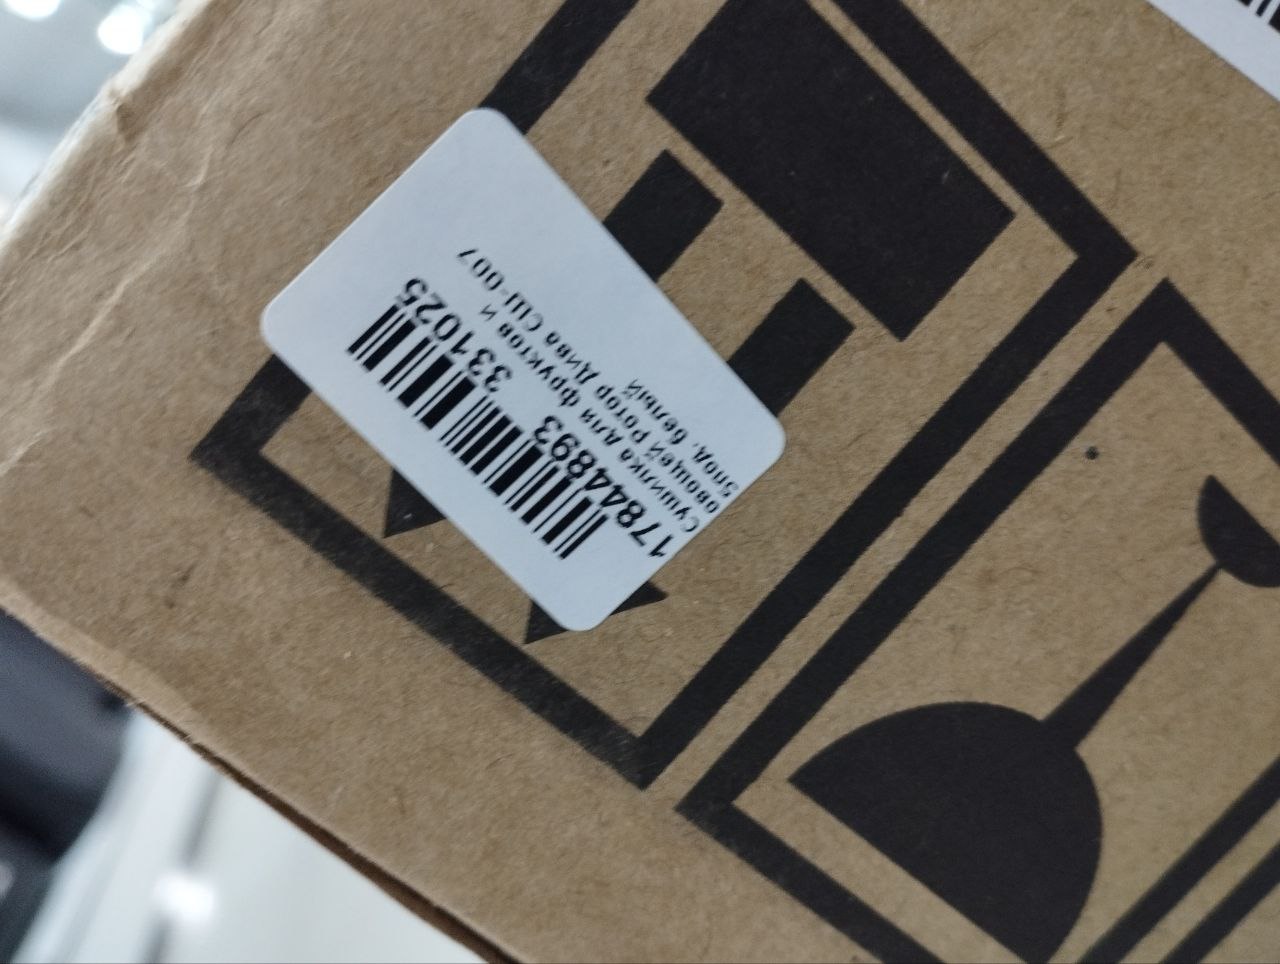 17844893   331025
Сушилка для фруктов и
овощей Ротор Дива СШ-007
5под. белый